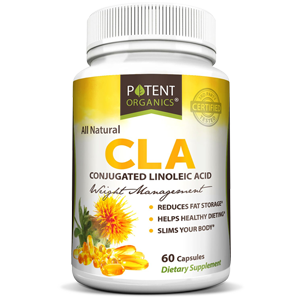 POTENT
ORGANICS®
CERTIFIED
All Natural
CLA
CONJUGATED LINOLEIC ACID
Weight Management
• REDUCES FAT STORAGE*
• HELPS HEALTHY DIETING*
• SLIMS YOUR BODY*
60 Capsules
Dietary Supplement